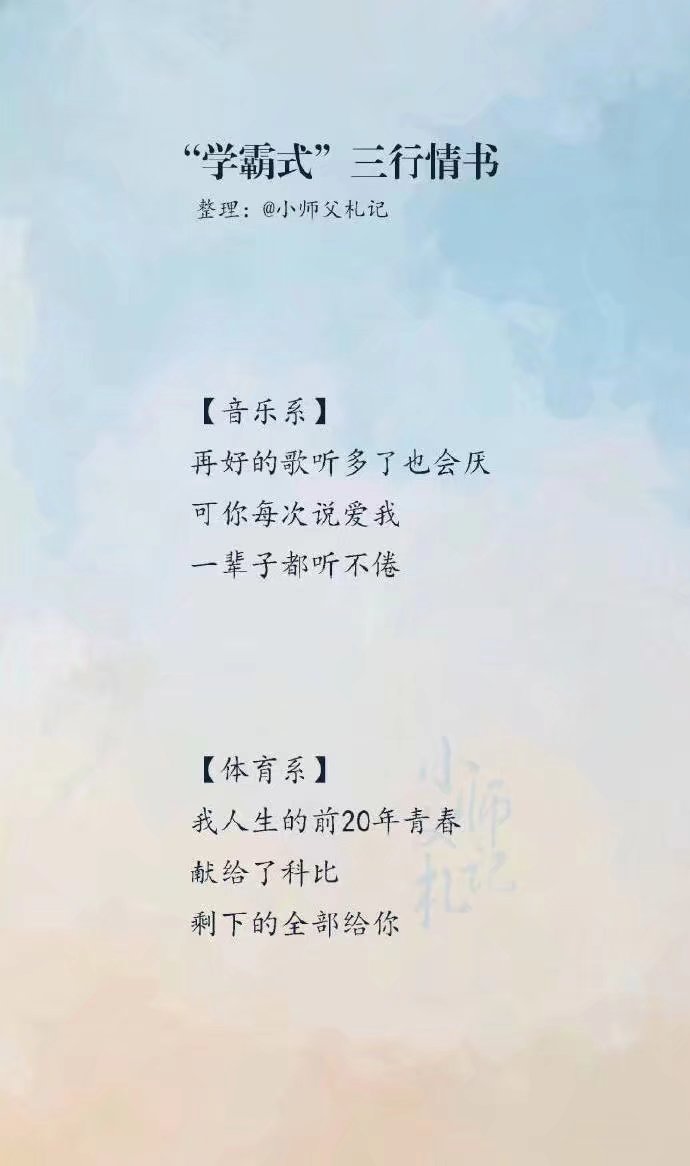 “学霸式”三行情书
整理：@小师父札记
【音乐系】
再好的歌听多了也会厌
可你每次说爱我
一辈子都听不倦
【体育系】
我人生的前20年青春
献给了科比
剩下的全部给你
小师父札记